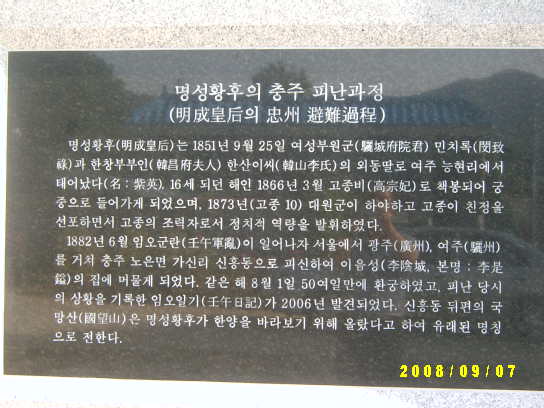 명성황후의 충주 피난과정
(明成皇后의 忠州 避難過程)
명성황후(明成皇后)는 1851년 9월 25일 여성부원군(驪城府院君) 민치록(閔致
祿)과 한창부부인(韓昌府夫人) 한산이씨(韓山李氏)의 외동딸로 여주 능현리에서
태어났다(名: 紫英). 16세 되던 해인 1866년 3월 고종비(高宗妃)로 책봉되어 궁
중으로 들어가게 되었으며, 1873년(고종 10) 대원군이 하야하고 고종이 친정을
선포하면서 고종의 조력자로서 정치적 역량을 발휘하였다.
1882년 6월 임오군란(壬午軍亂)이 일어나자 서울에서 광주(廣州), 여주(驪州)
를 거쳐 충주 노은면 가신리 신흥동으로 피신하여 이음성(李陰城, 본명 : 李是
鎰)의 집에 머물게 되었다. 같은 해 8월 1일 50여일만에 환궁하였고, 피난 당시
의 상황을 기록한 임오일기(壬午日記)가 2006년 발견되었다. 신흥동 뒤편의 국
망산(國望山)은 명성황후가 한양을 바라보기 위해 올랐다고 하여 유래된 명칭
으로 전한다.
2008/09/07